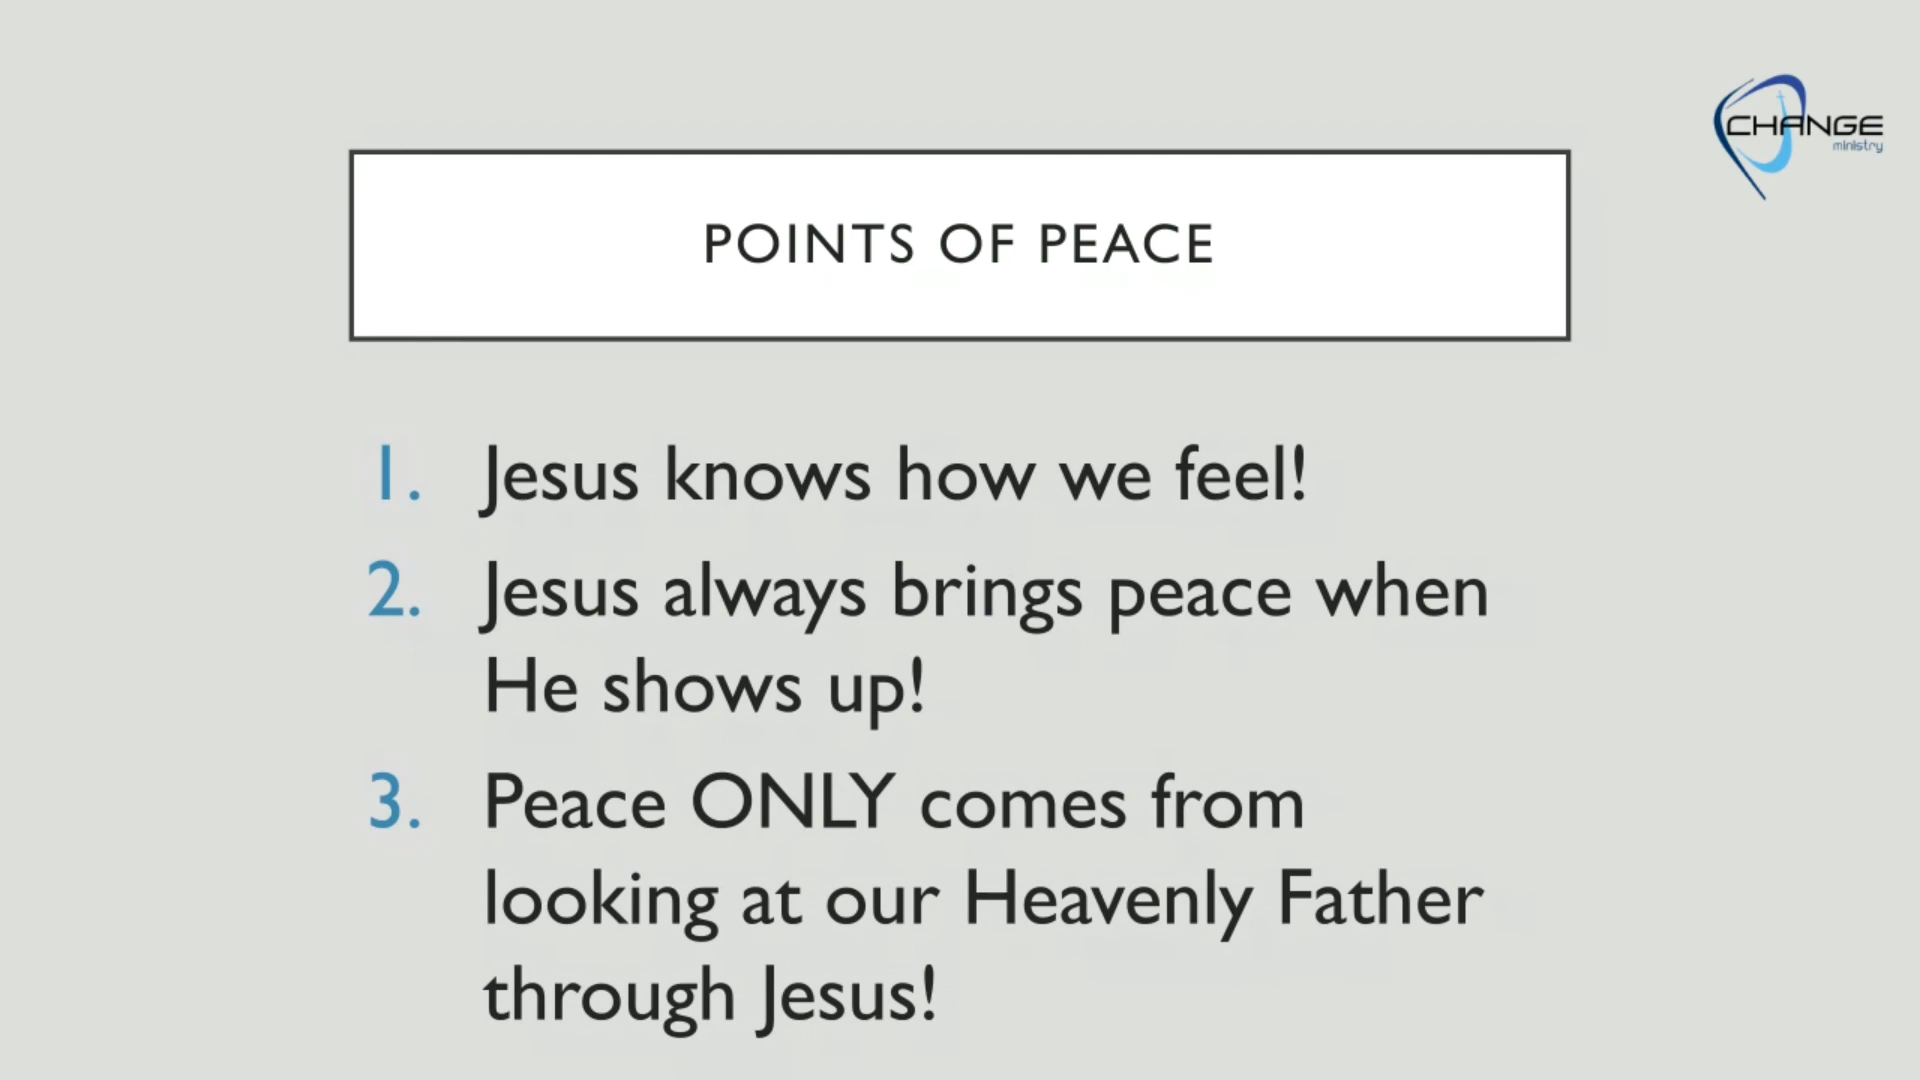 CHANGE
ministry
POINTS OF PEACE
1. Jesus knows how we feel!
2. Jesus always brings peace when
He shows up!
3. Peace ONLY comes from
looking at our Heavenly Father
through Jesus!